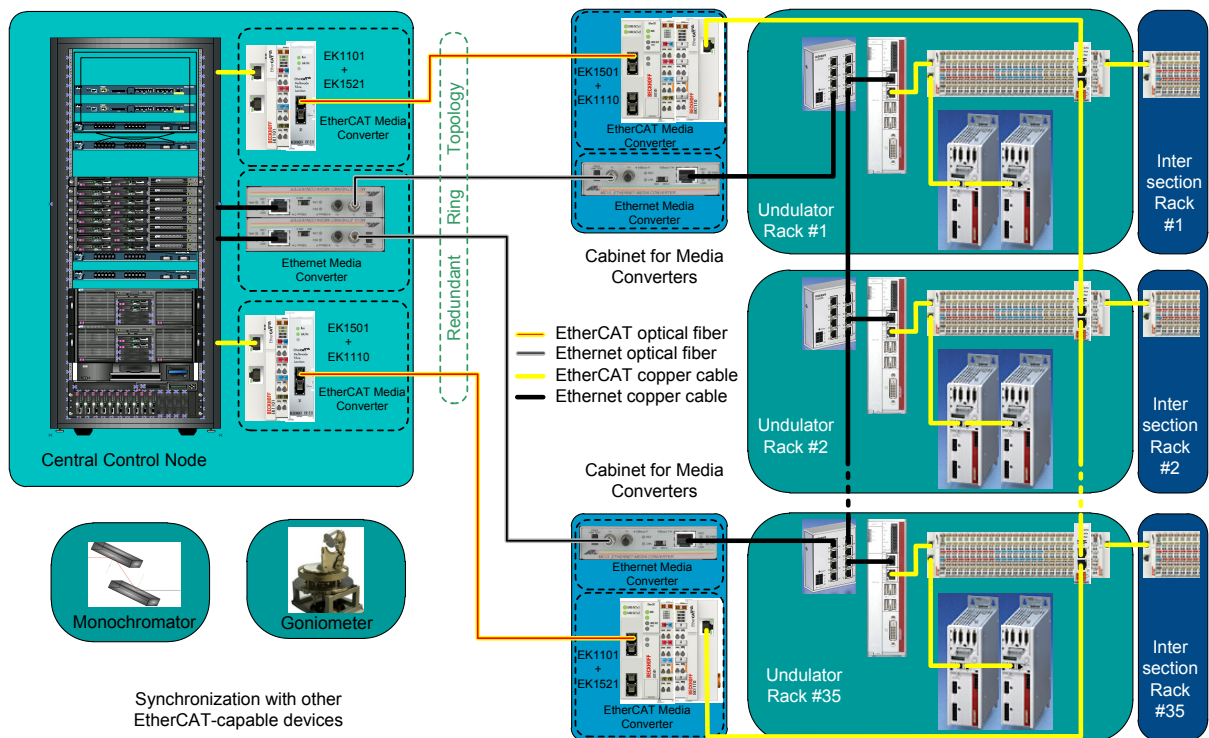 EK1101
+
EK1521
EtherCAT Media
Converter
Ethernet Media
Converter
EK1501
+
EK1110
EtherCAT Media
Converter
Central Control Node
Redundant Ring Topology
EK1501
+
EK1110
EtherCAT Media
Converter
Ethernet Media
Converter
Cabinet for Media
Converters
EtherCAT optical fiber
Ethernet optical fiber
EtherCAT copper cable
Ethernet copper cable
Cabinet for Media
Converters
Ethernet Media
Converter
EK1101
+
EK1521
EtherCAT Media
Converter
Undulator
Rack #1
Inter
section
Rack
#1
Undulator
Rack #2
Inter
section
Rack
#2
Undulator
Rack #35
Inter
section
Rack
#35
Monochromator
Goniometer
Synchronization with other
EtherCAT-capable devices
BECKHOFF
BECKHOFF
BECKHOFF
BECKHOFF